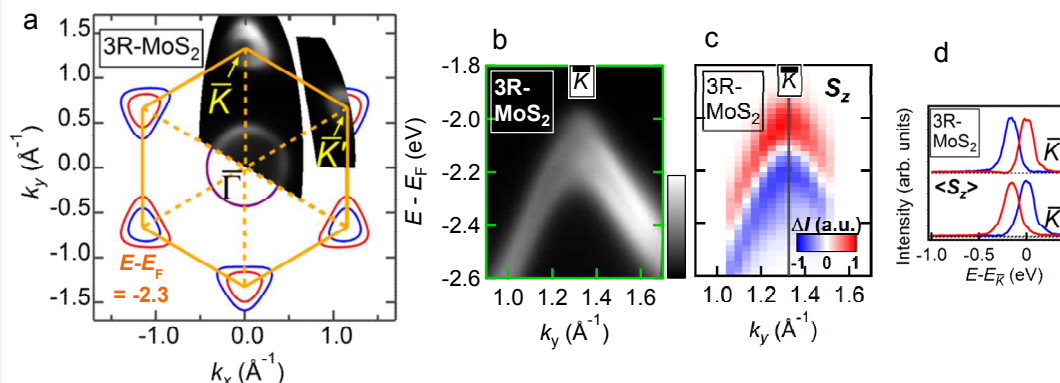 a
3R-MoS2
1.5
1.0
0.5
0.0
-0.5
-1.0
-1.5
ky (Å-1)
K̅
K̅'
Γ̅
E-EF
= -2.3
-1.0
0.0
1.0
kx (Å-1)
b
3R-
MoS2
K̅
-1.8
-2.0
-2.2
-2.4
-2.6
E - EF (eV)
1.0
1.2
1.4
1.6
ky (Å-1)
c
3R-
MoS2
K̅
Sz
ΔI (a.u.)
-1 0 1
1.0
1.2
1.4
1.6
ky (Å-1)
d
3R-
MoS2
K̅
<Sz>
K̅
Intensity (arb. units)
-0.5
0
E-EK̅ (eV)